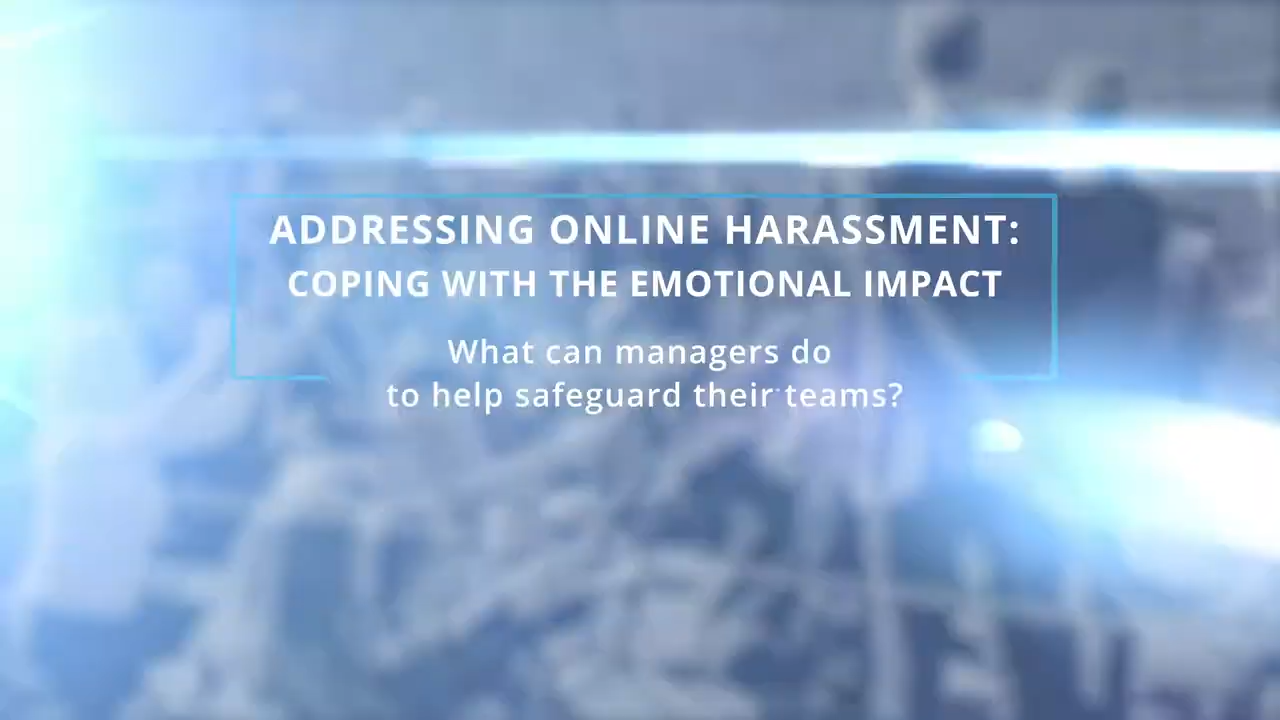 ADDRESSING ONLINE HARASSMENT:
COPING WITH THE EMOTIONAL IMPACT
What can managers do
to help safeguard their teams?